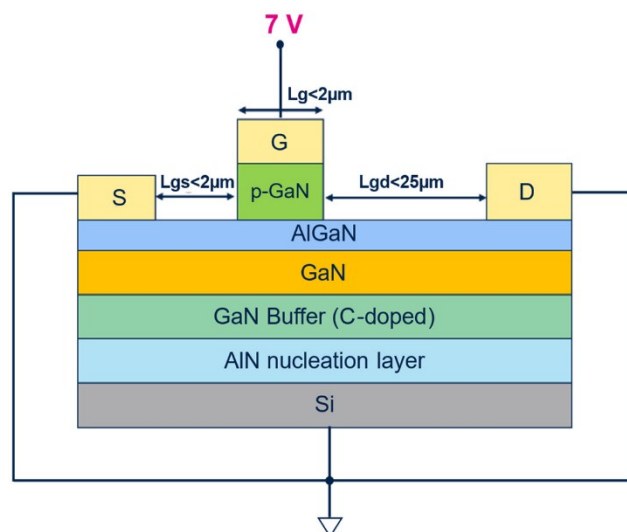 7 V
Lg<2µm
G
Lgs<2µm
Lgd<25µm
S
p-GaN
D
AlGaN
GaN
GaN Buffer (C-doped)
AlN nucleation layer
Si